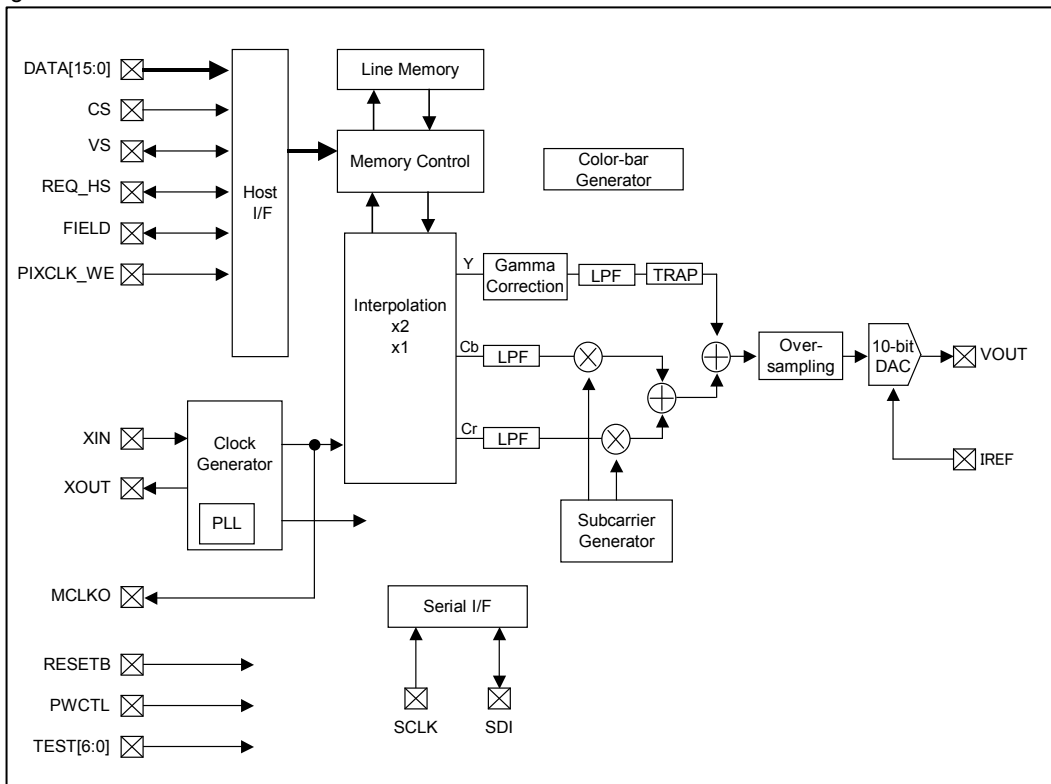 DATA[15:0]
CS
VS
REQ_HS
FIELD
PIXCLK_WE
Host
I/F
Line Memory
Memory Control
Color-bar
Generator
Interpolation
x2
x1
Y
Gamma
Correction
LPF
TRAP
Cb
LPF
Cr
LPF
Over-
sampling
10-bit
DAC
VOUT
IREF
Subcarrier
Generator
XIN
XOUT
Clock
Generator
PLL
MCLKO
Serial I/F
SCLK
SDI
RESETB
PWCTL
TEST[6:0]